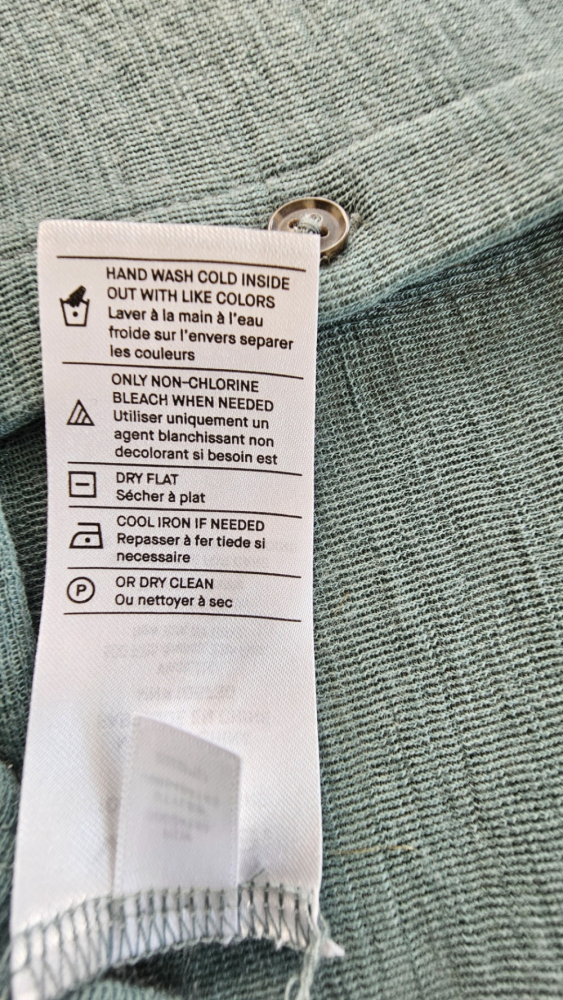 HAND WASH COLD INSIDE
OUT WITH LIKE COLORS
Laver à la main à l'eau
froide sur l'envers separer
les couleurs
ONLY NON-CHLORINE
BLEACH WHEN NEEDED
Utiliser uniquement un
agent blanchissant non
decolorant si besoin est
DRY FLAT
Sécher à plat
COOL IRON IF NEEDED
Repasser à fer tiede si
necessaire
P
OR DRY CLEAN
Ou nettoyer à sec